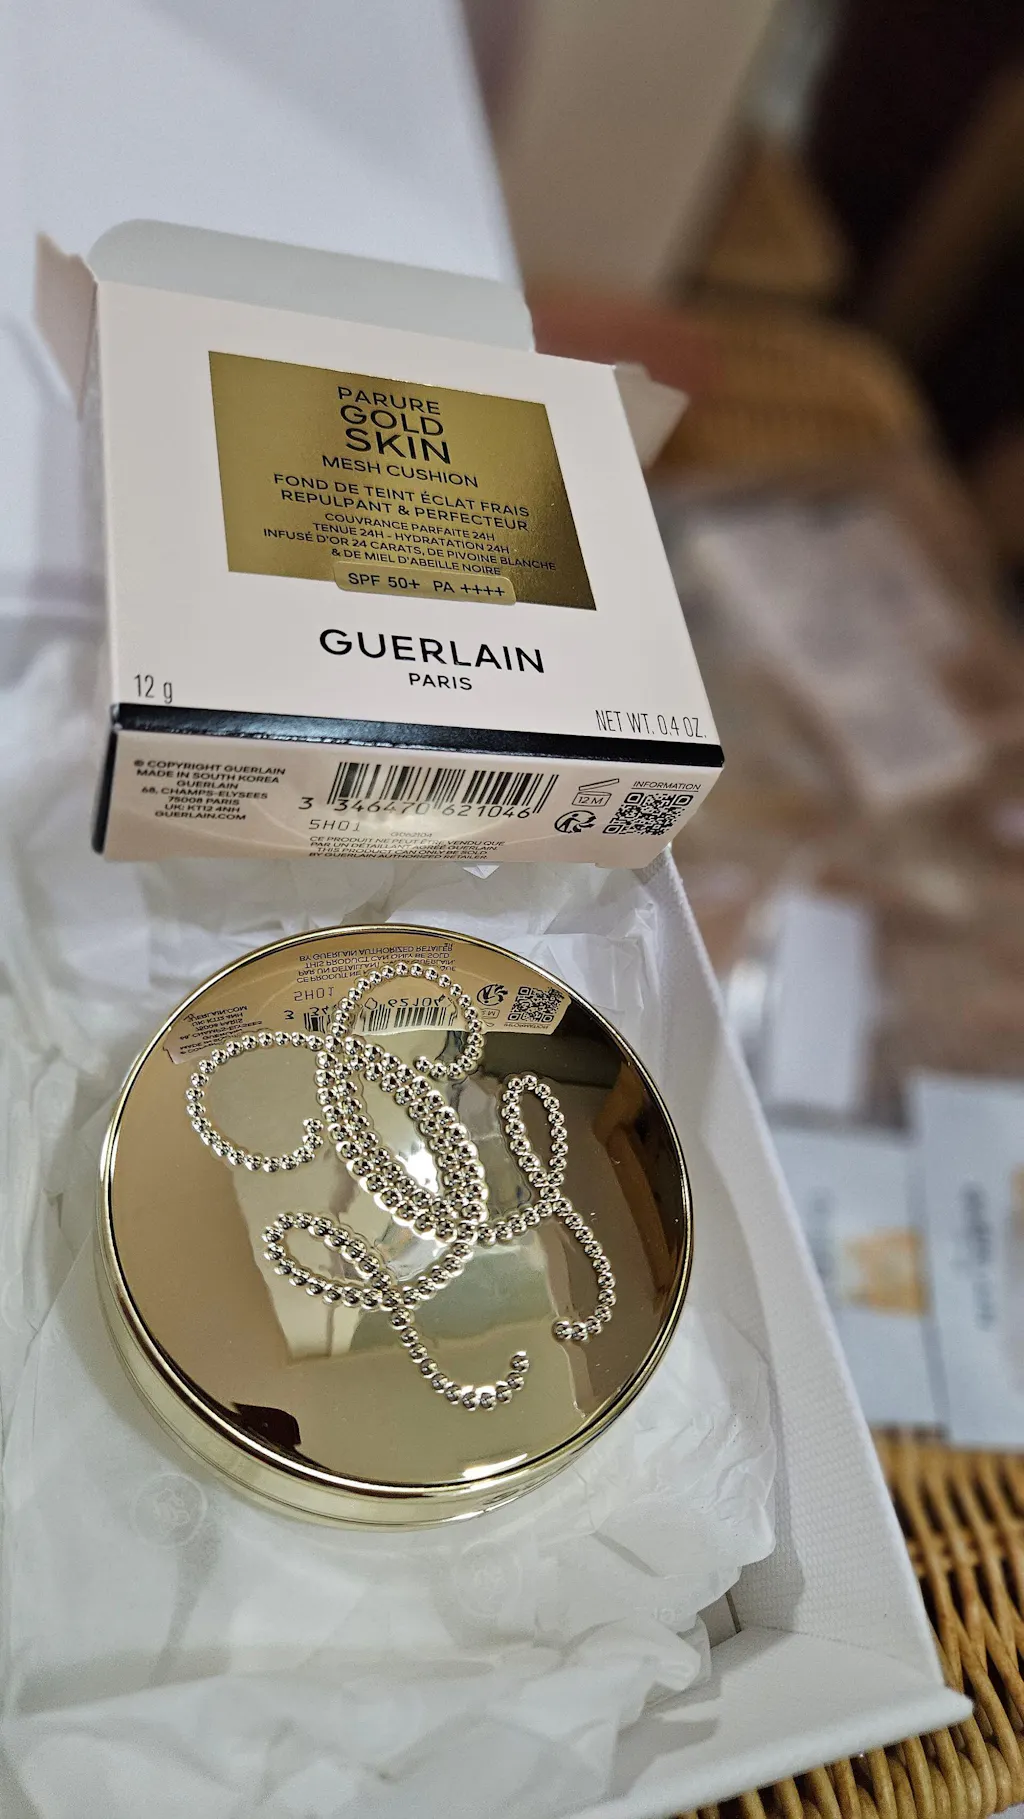 PARURE
GOLD
SKIN
MESH CUSHION
FOND DE TEINT ÉCLAT FRAIS
REPULPANT & PERFECTEUR
COUVRANCE PARFAITE 24H
TENUE 24H - HYDRATATION 24H -
INFUSÉ D'OR 24 CARATS, DE PIVOINE BLANCHE
& DE MIEL D'ABEILLE NOIRE
SPF 50+ PA ++++
GUERLAIN
PARIS
12 g
NET WT. 0.4 OZ.
© COPYRIGHT GUERLAIN
MADE IN SOUTH KOREA
GUERLAIN
68, CHAMPS-ELYSEES
75008 PARIS
UK: KT12 4NH
GUERLAIN.COM
3 346470 621046
5H01
G062104
CE PRODUIT NE PEUT ÊTRE VENDU QUE
PAR UN DÉTAILLANT AGRÉÉ GUERLAIN.
THIS PRODUCT CAN ONLY BE SOLD
BY GUERLAIN AUTHORIZED RETAILER.
12 M
INFORMATION